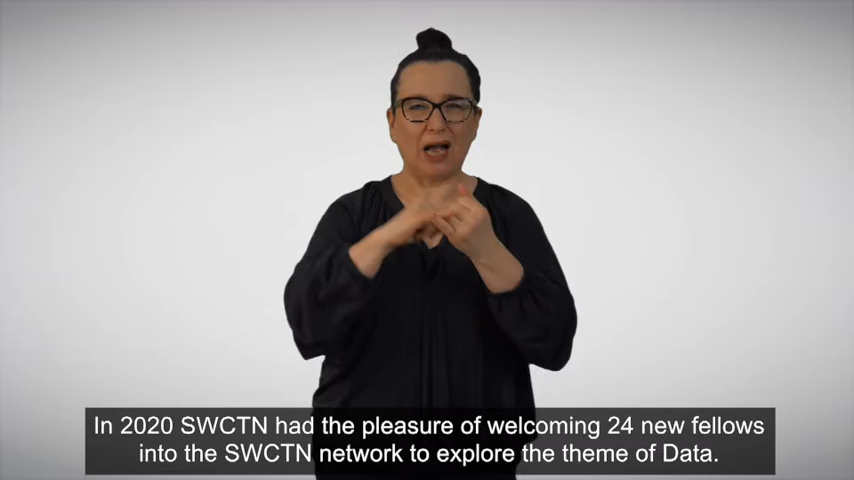 In 2020 SWCTN had the pleasure of welcoming 24 new fellows
into the SWCTN network to explore the theme of Data.